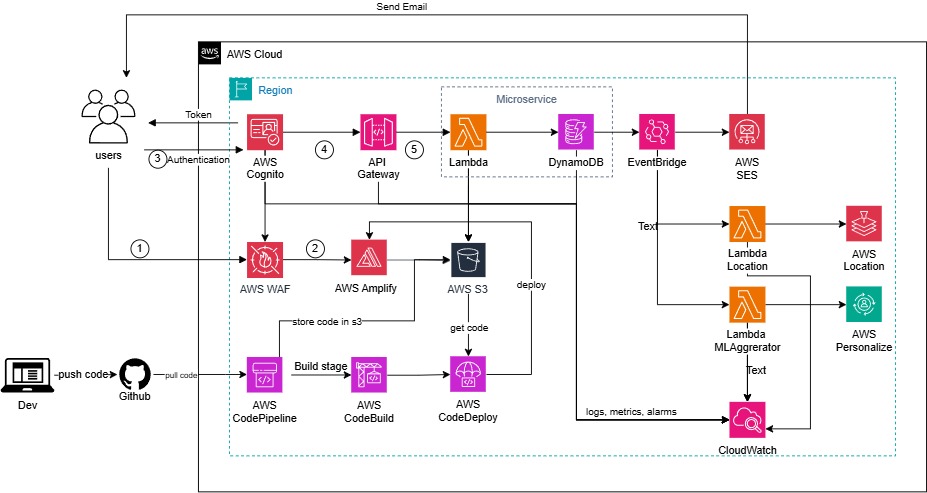 Send Email
aws
AWS Cloud
Region
Microservice
Token
users
3
Authentication
AWS
Cognito
4
API
Gateway
5
Lambda
DynamoDB
EventBridge
AWS
SES
Text
Lambda
Location
AWS
Location
1
AWS WAF
2
AWS Amplify
AWS S3
deploy
store code in s3
get code
Lambda
MLAggrerator
AWS
Personalize
Text
push code
Dev
Github
pull code
Build stage
AWS
CodePipeline
AWS
CodeBuild
AWS
CodeDeploy
logs, metrics, alarms
CloudWatch